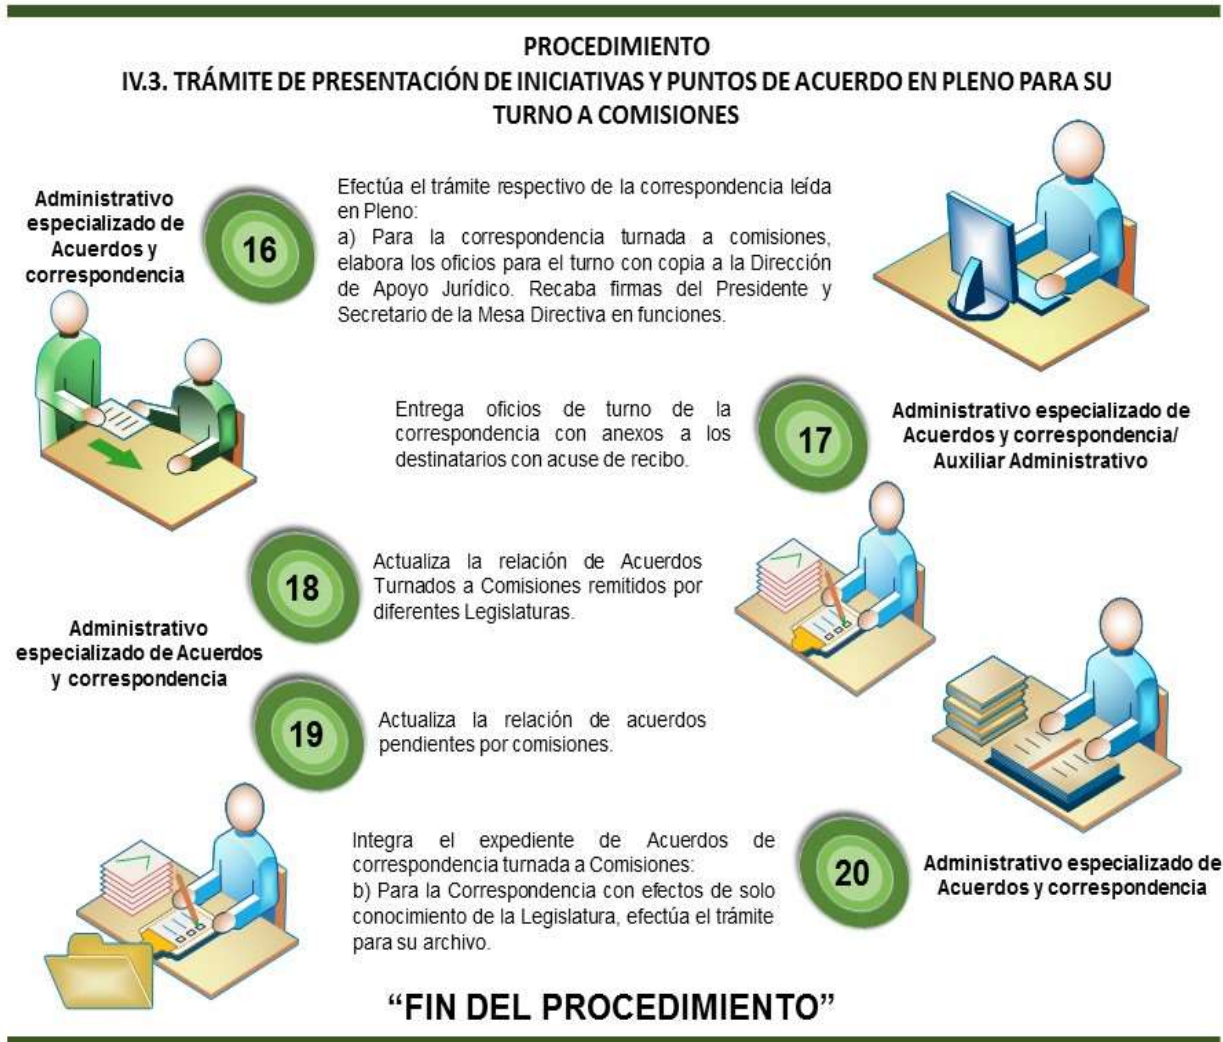 PROCEDIMIENTO
IV.3. TRÁMITE DE PRESENTACIÓN DE INICIATIVAS Y PUNTOS DE ACUERDO EN PLENO PARA SU
TURNO A COMISIONES
Administrativo
especializado de
Acuerdos y
correspondencia
16
Efectúa el trámite respectivo de la correspondencia leída
en Pleno:
a) Para la correspondencia turnada a comisiones,
elabora los oficios para el turno con copia a la Dirección
de Apoyo Jurídico. Recaba firmas del Presidente y
Secretario de la Mesa Directiva en funciones.
Entrega oficios de turno de la
correspondencia con anexos a los
destinatarios con acuse de recibo.
17
Administrativo especializado de
Acuerdos y correspondencia/
Auxiliar Administrativo
18
Actualiza la relación de Acuerdos
Turnados a Comisiones remitidos por
diferentes Legislaturas.
Administrativo
especializado de Acuerdos
y correspondencia
19
Actualiza la relación de acuerdos
pendientes por comisiones.
Integra el expediente de Acuerdos de
correspondencia turnada a Comisiones:
b) Para la Correspondencia con efectos de solo
conocimiento de la Legislatura, efectúa el trámite
para su archivo.
20
Administrativo especializado de
Acuerdos y correspondencia
“FIN DEL PROCEDIMIENTO”